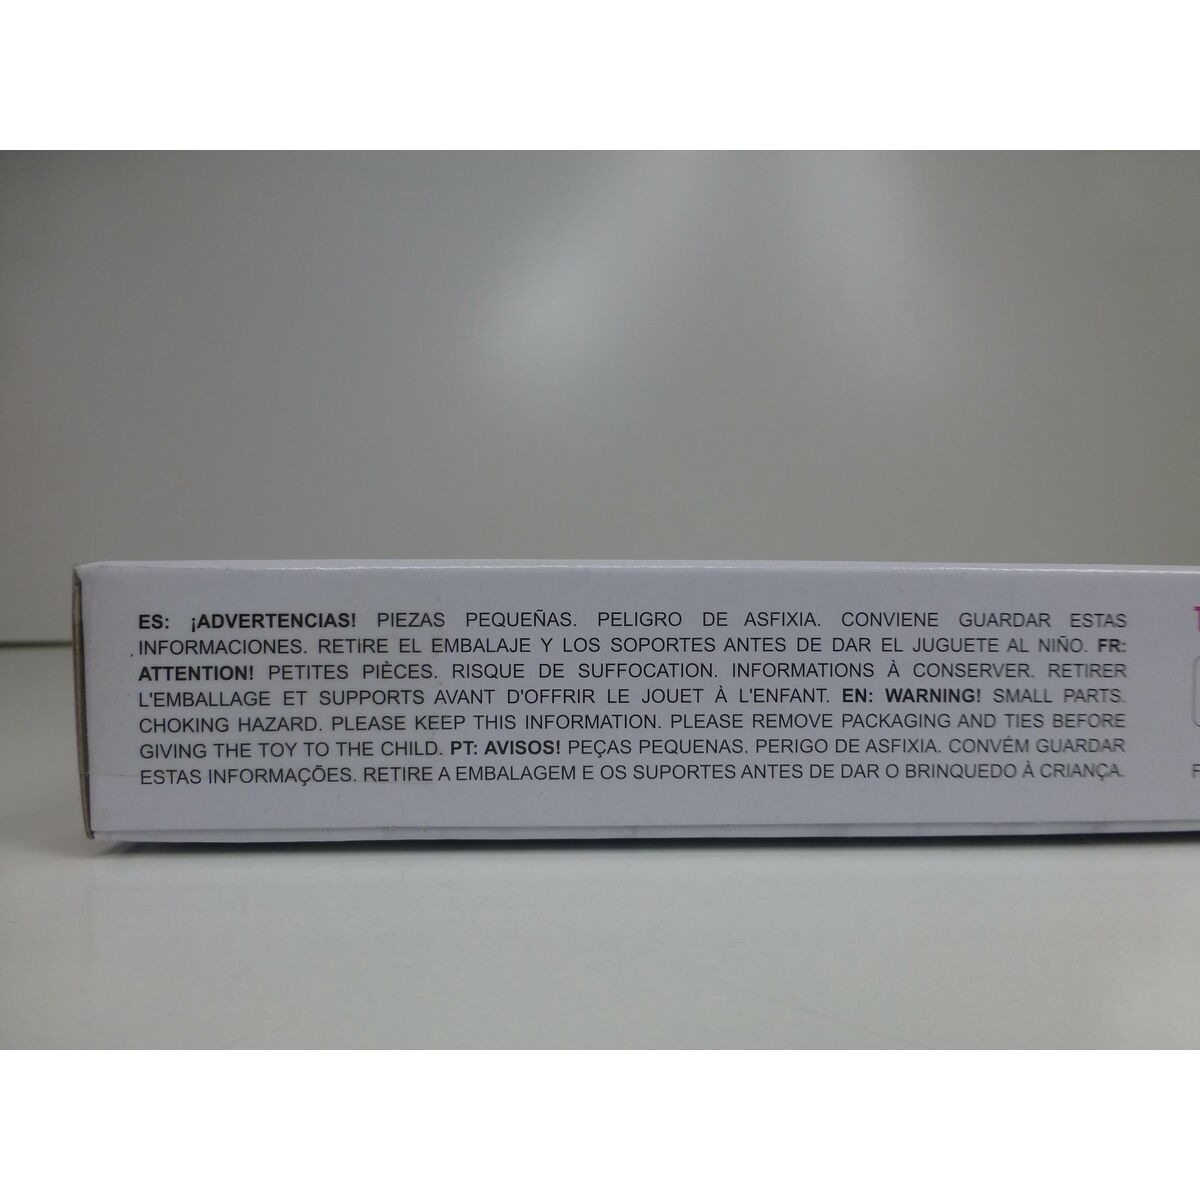 ES: ¡ADVERTENCIAS! PIEZAS PEQUEÑAS. PELIGRO DE ASFIXIA. CONVIENE GUARDAR ESTAS
INFORMACIONES. RETIRE EL EMBALAJE Y LOS SOPORTES ANTES DE DAR EL JUGUETE AL NIÑO. FR:
ATTENTION! PETITES PIÈCES. RISQUE DE SUFFOCATION. INFORMATIONS À CONSERVER. RETIRER
L'EMBALLAGE ET SUPPORTS AVANT D'OFFRIR LE JOUET À L'ENFANT. EN: WARNING! SMALL PARTS.
CHOKING HAZARD. PLEASE KEEP THIS INFORMATION. PLEASE REMOVE PACKAGING AND TIES BEFORE
GIVING THE TOY TO THE CHILD. PT: AVISOS! PEÇAS PEQUENAS. PERIGO DE ASFIXIA. CONVÉM GUARDAR
ESTAS INFORMAÇÕES. RETIRE A EMBALAGEM E OS SUPORTES ANTES DE DAR O BRINQUEDO À CRIANÇA.